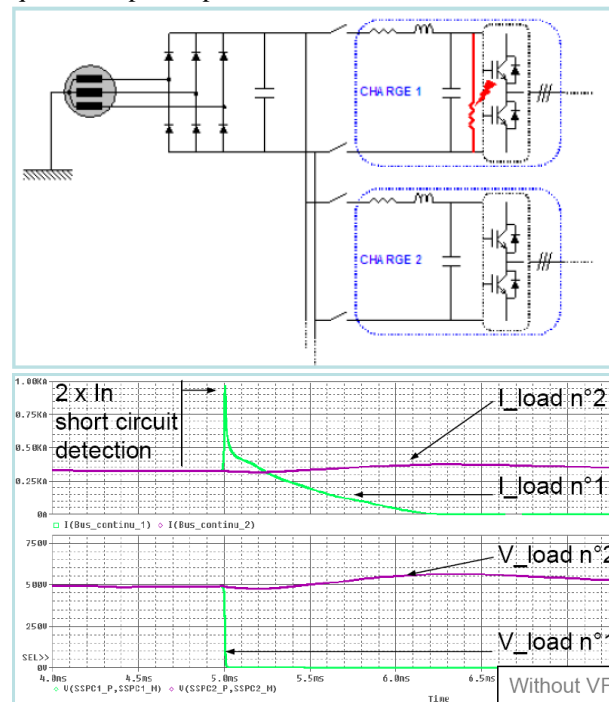 CHARGE 1
CHARGE 2
2 x In
short circuit
detection
I_load n°2
I_load n°1
1.00KA
0.75KA
0.50KA
0.25KA
0A
I(Bus_continu_1) I(Bus_continu_2)
750V
500V
250V
SEL>>
0V
V_load n°2
V_load n°1
4.0ms 5.0ms 5.5ms 6.0ms 6.5ms
V(SSPC1_P,SSPC1_M) V(SSPC2_P,SSPC2_M)
Time
Without